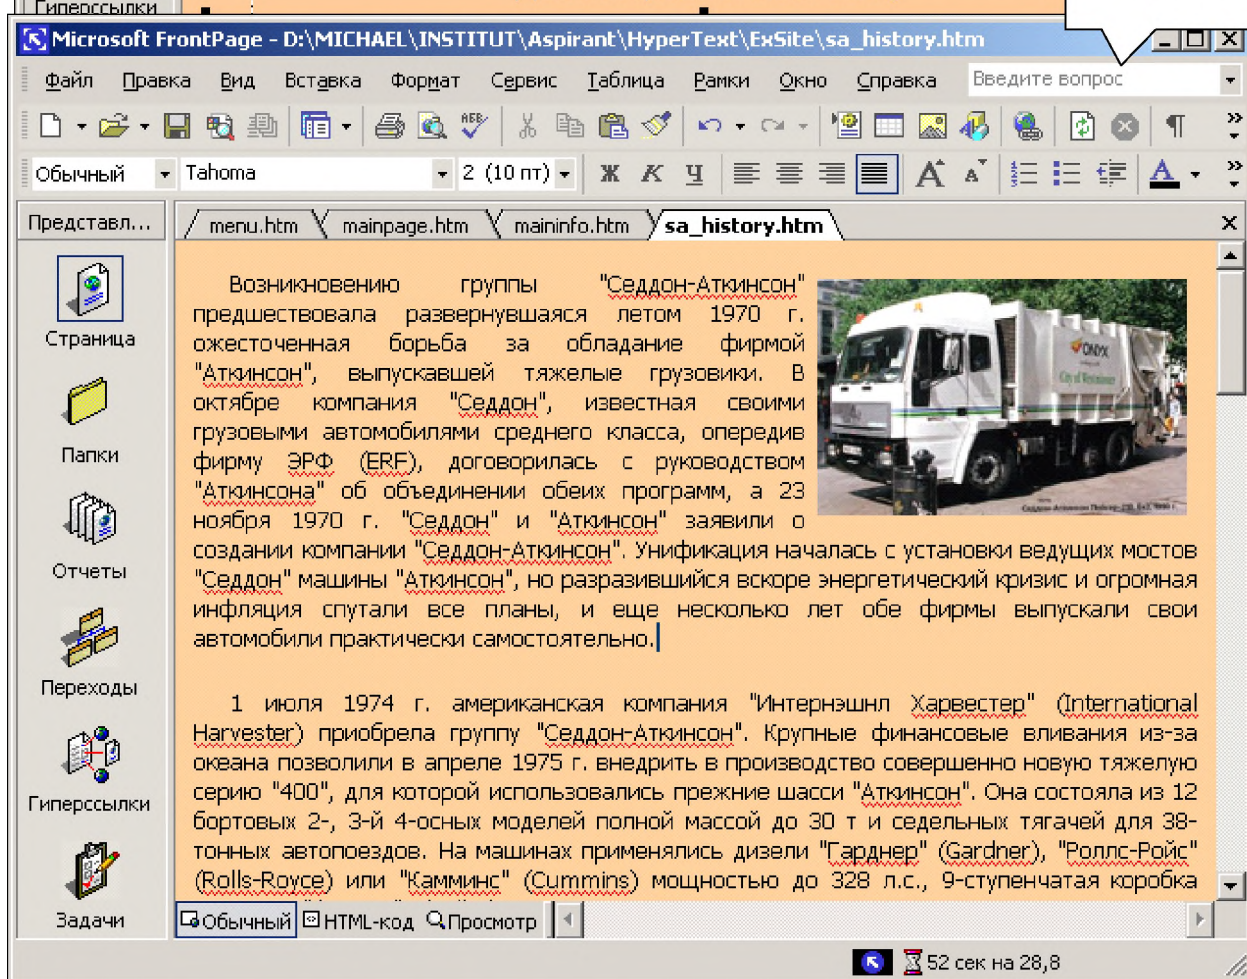 Гиперссылки
Microsoft FrontPage - D:\MICHAEL\INSTITUT\Aspirant\HyperText\ExSite\sa_history.htm
Файл Правка Вид Вставка Формат Сервис Таблица Рамки Окно Справка Введите вопрос
Обычный Tahoma 2 (10 пт) Ж К Ч
Представл... menu.htm mainpage.htm maininfo.htm sa_history.htm
Страница
Папки
Отчеты
Переходы
Гиперссылки
Задачи
Возникновению группы "Седдон-Аткинсон"
предшествовала развернувшаяся летом 1970 г.
ожесточенная борьба за обладание фирмой
"Аткинсон", выпускавшей тяжелые грузовики. В
октябре компания "Седдон", известная своими
грузовыми автомобилями среднего класса, опередив
фирму ЭРФ (ERF), договорилась с руководством
"Аткинсона" об объединении обеих программ, а 23
ноября 1970 г. "Седдон" и "Аткинсон" заявили о
создании компании "Седдон-Аткинсон". Унификация началась с установки ведущих мостов
"Седдон" машины "Аткинсон", но разразившийся вскоре энергетический кризис и огромная
инфляция спутали все планы, и еще несколько лет обе фирмы выпускали свои
автомобили практически самостоятельно.
ONYX
City of Westminster
1 июля 1974 г. американская компания "Интернэшнл Харвестер" (International
Harvester) приобрела группу "Седдон-Аткинсон". Крупные финансовые вливания из-за
океана позволили в апреле 1975 г. внедрить в производство совершенно новую тяжелую
серию "400", для которой использовались прежние шасси "Аткинсон". Она состояла из 12
бортовых 2-, 3-й 4-осных моделей полной массой до 30 т и седельных тягачей для 38-
тонных автопоездов. На машинах применялись дизели "Гарднер" (Gardner), "Роллс-Ройс"
(Rolls-Royce) или "Камминс" (Cummins) мощностью до 328 л.с., 9-ступенчатая коробка
Обычный HTML-код Просмотр
52 сек на 28,8